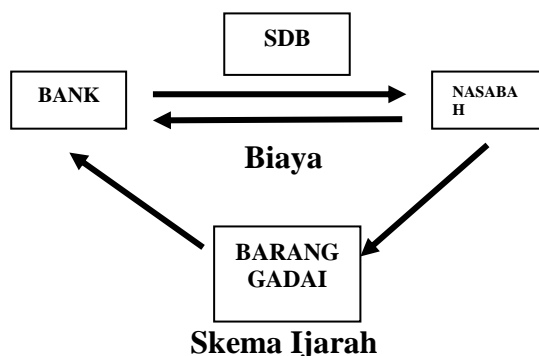 SDB
BANK
NASABA
H
Biaya
BARANG
GADAI
Skema Ijarah